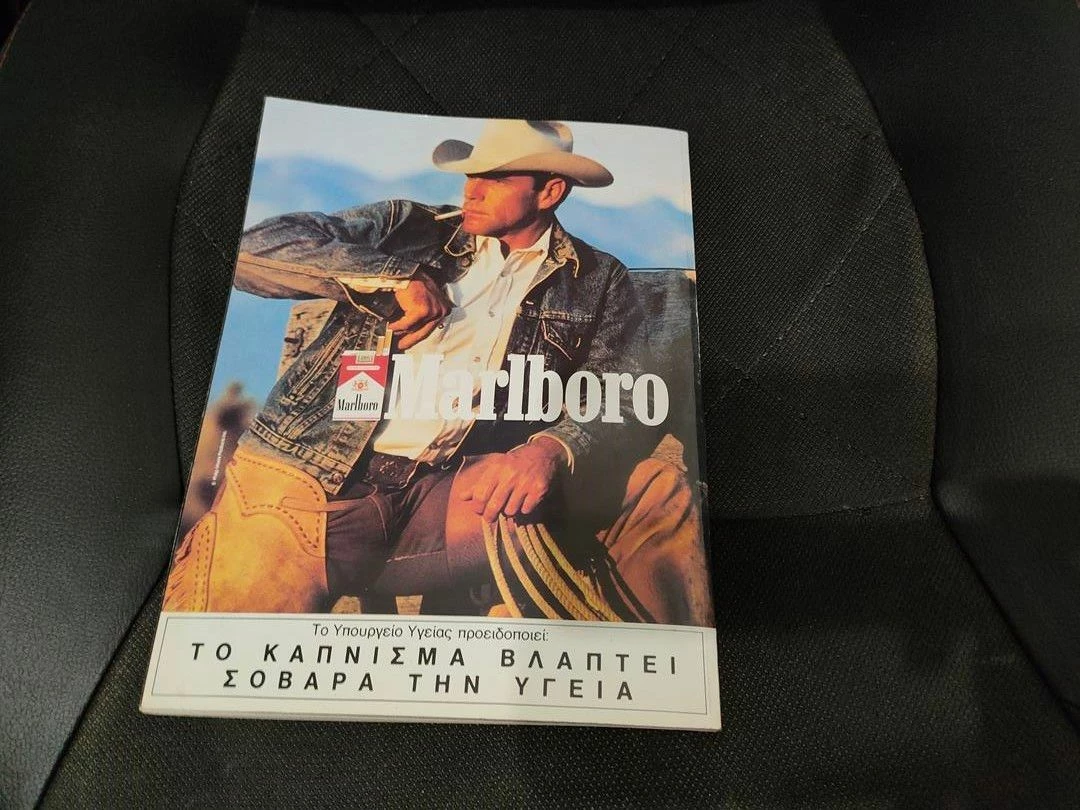 Marlboro
Marlboro
Το Υπουργείο Υγείας προειδοποιεί:
ΤΟ ΚΑΠΝΙΣΜΑ ΒΛΑΠΤΕΙ
ΣΟΒΑΡΑ ΤΗΝ ΥΓΕΙΑ